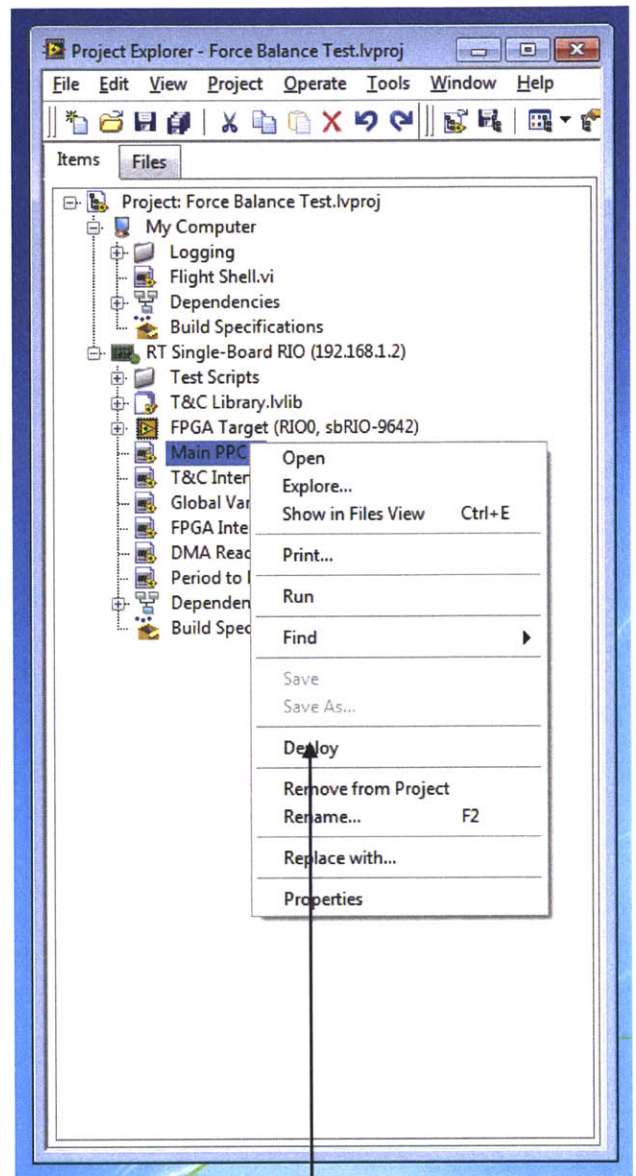 Project Explorer - Force Balance Test.lvproj
File Edit View Project Operate Tools Window Help
Items Files
Project: Force Balance Test.lvproj
My Computer
Logging
Flight Shell.vi
Dependencies
Build Specifications
RT Single-Board RIO (192.168.1.2)
Test Scripts
T&C Library.lvlib
FPGA Target (RIO0, sbRIO-9642)
Main PPC
T&C Inter
Global Var
FPGA Inte
DMA Read
Period to
Dependen
Build Spec
Open
Explore...
Show in Files View Ctrl+E
Print...
Run
Find
Save
Save As...
Deploy
Remove from Project
Rename... F2
Replace with...
Properties